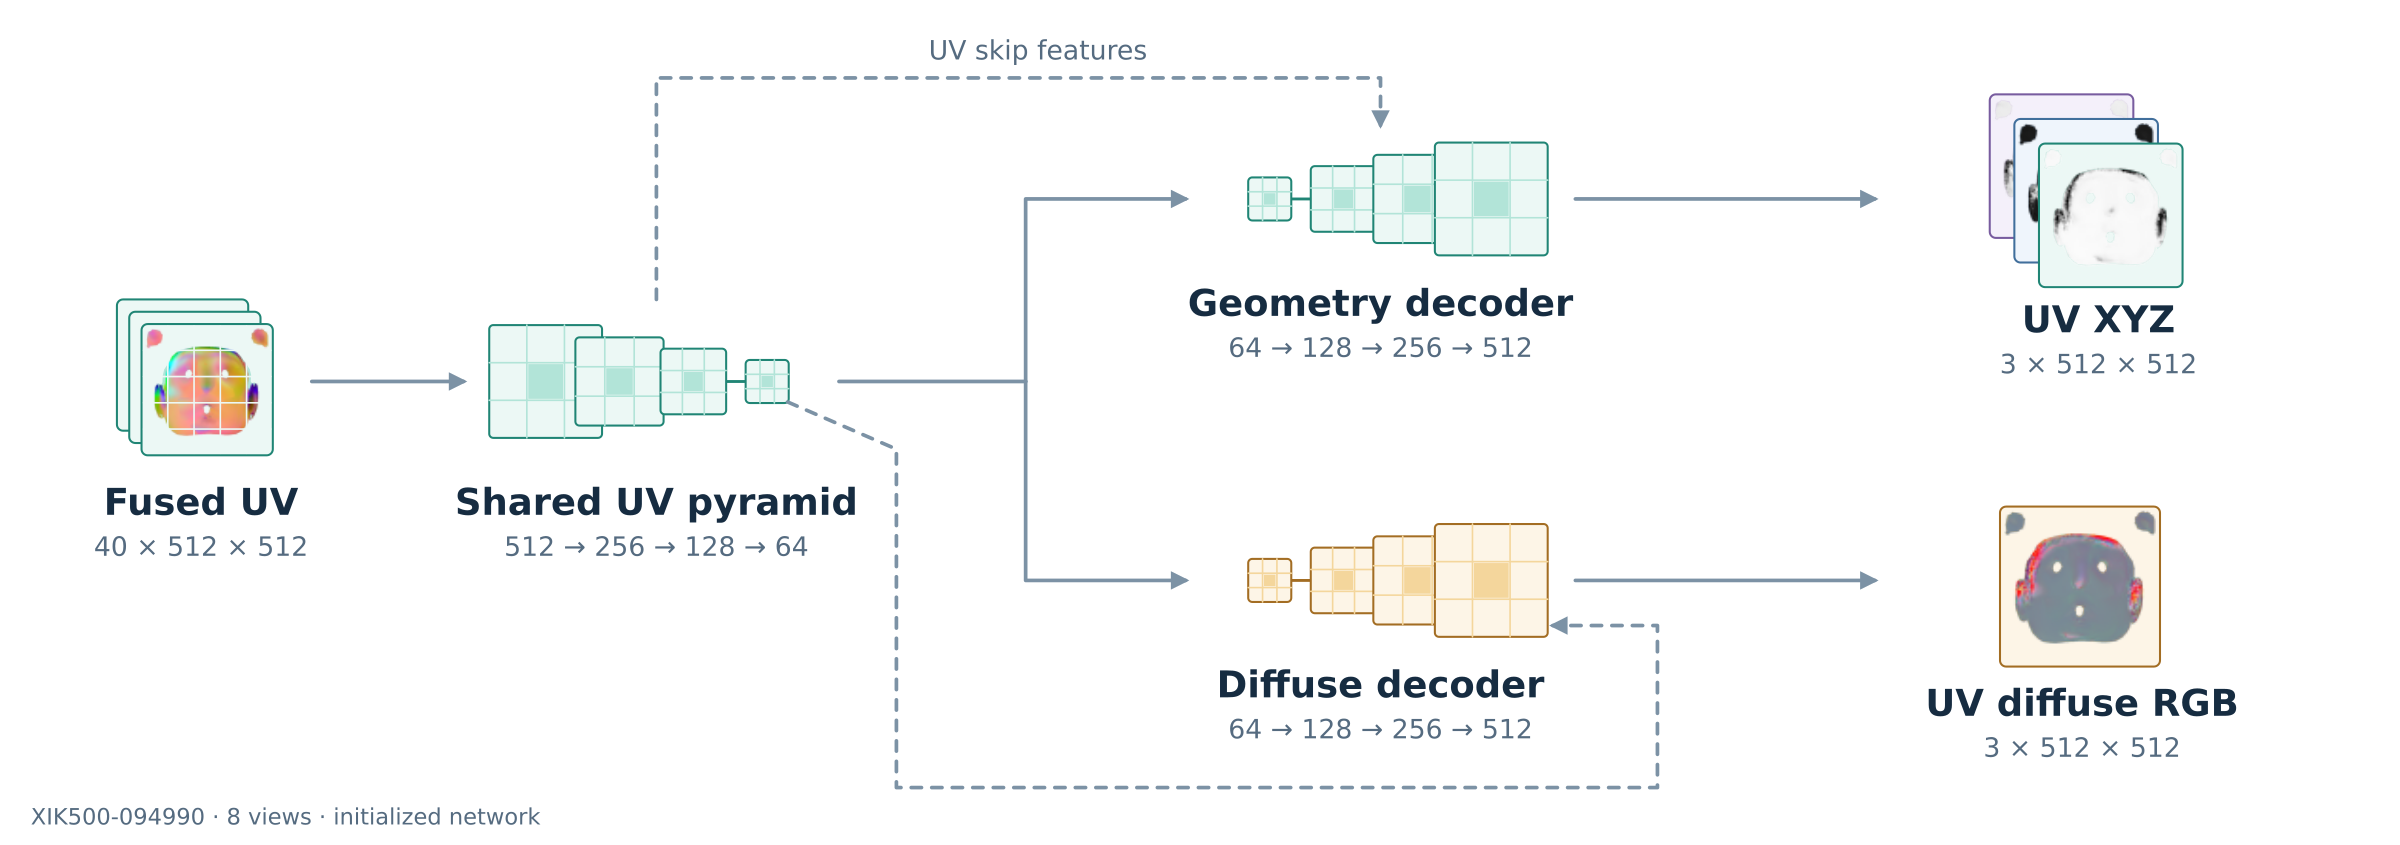 UV skip features
Geometry decoder
64 → 128 → 256 → 512
UV XYZ
3 × 512 × 512
Fused UV
40 × 512 × 512
Shared UV pyramid
512 → 256 → 128 → 64
Diffuse decoder
64 → 128 → 256 → 512
UV diffuse RGB
3 × 512 × 512
XIK500-094990 · 8 views · initialized network